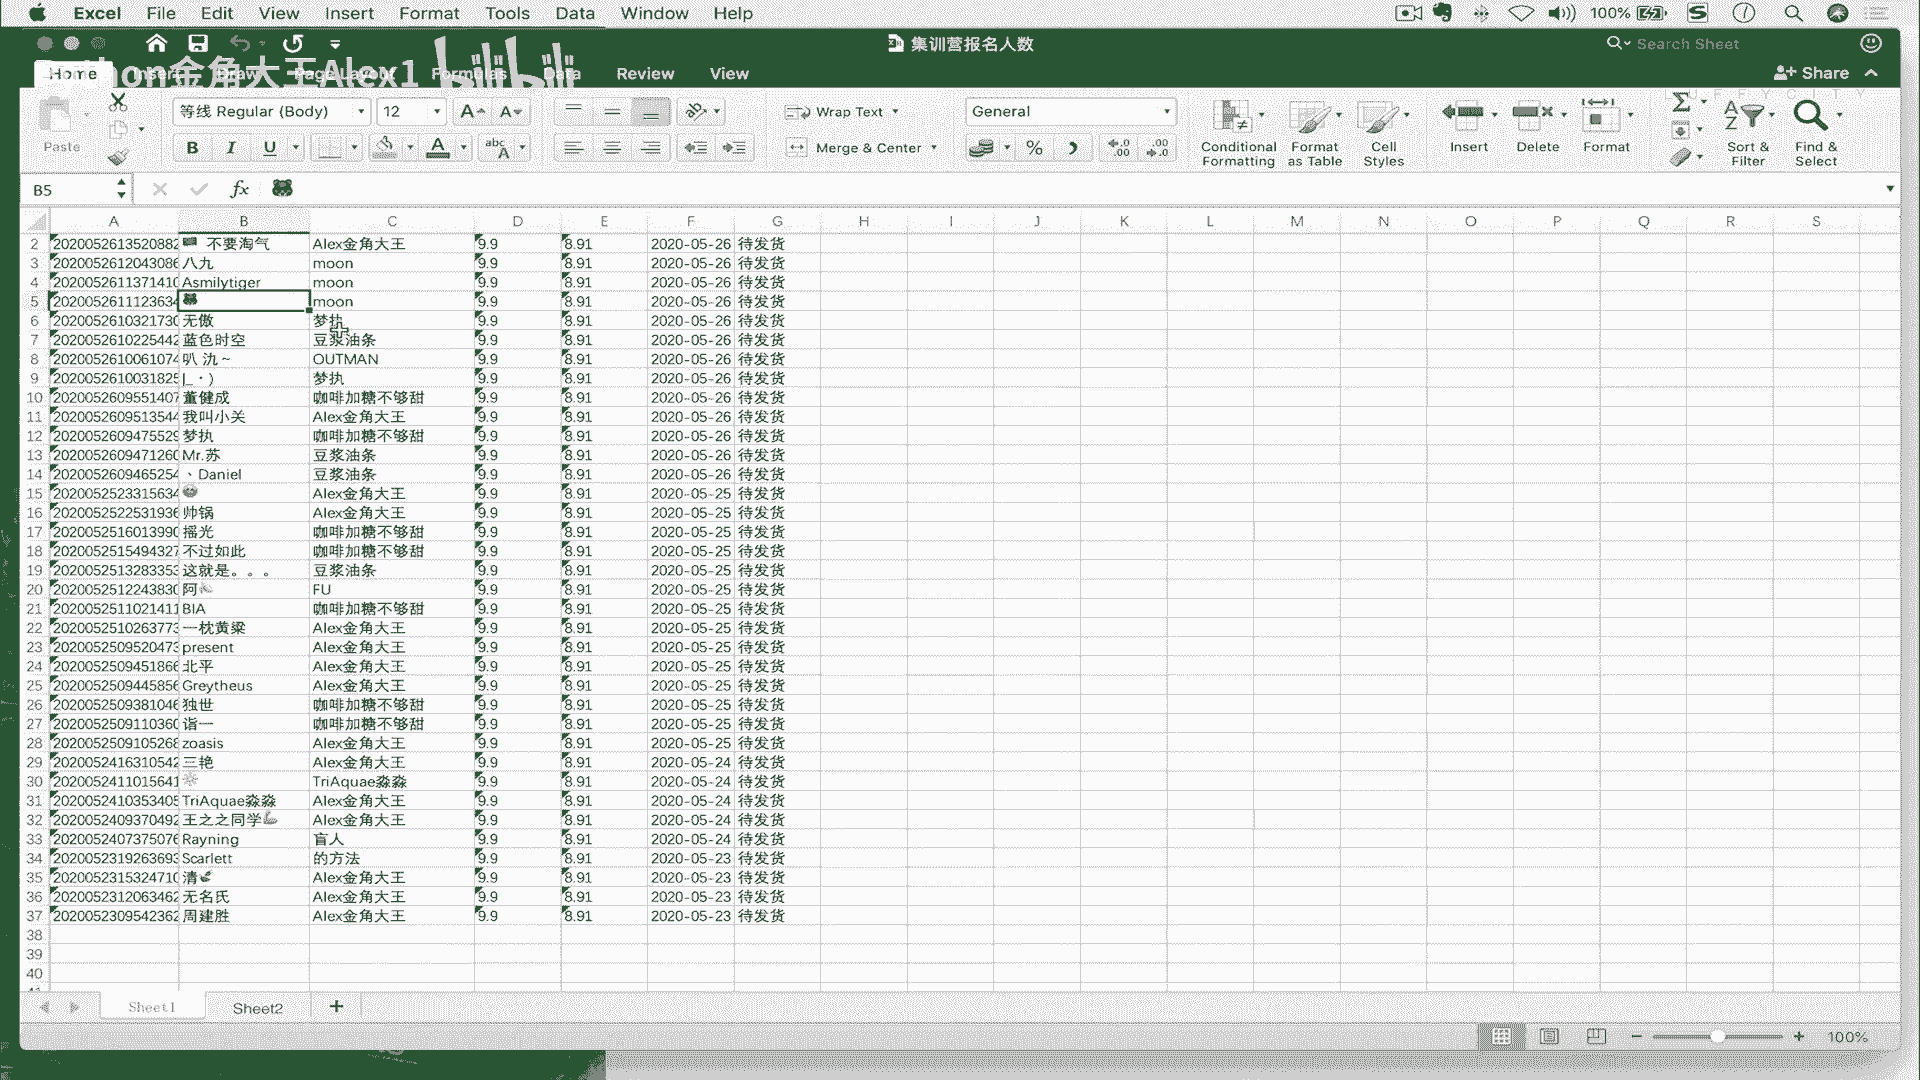 Excel File Edit View Insert Format Tools Data Window Help 100%
集训营报名人数 Search Sheet
Home Insert Draw Page Layout Formulas Data Review View Share
thon金角大王Alex1 bilibili
LUFFYCITY
Paste 等线 Regular (Body) 12 A A Wrap Text General
B I U A abc A Merge & Center % .0 .00 .00 .0
Conditional Formatting Format as Table Cell Styles Insert Delete Format Sort & Filter Find & Select
B5 fx 🐸
A B C D E F G H I J K L M N O P Q R S
2 2020052613520882 不要淘气 Alex金角大王 9.9 8.91 2020-05-26 待发货
3 2020052612043086 八九 moon 9.9 8.91 2020-05-26 待发货
4 2020052611371410 Asmilytiger moon 9.9 8.91 2020-05-26 待发货
5 2020052611123634 🐸 moon 9.9 8.91 2020-05-26 待发货
6 2020052610321730 无傲 梦执 9.9 8.91 2020-05-26 待发货
7 2020052610225442 蓝色时空 豆浆油条 9.9 8.91 2020-05-26 待发货
8 2020052610061074 叭 氿 ~ OUTMAN 9.9 8.91 2020-05-26 待发货
9 2020052610031825 |_・) 梦执 9.9 8.91 2020-05-26 待发货
10 2020052609551407 董健成 咖啡加糖不够甜 9.9 8.91 2020-05-26 待发货
11 2020052609513544 我叫小关 Alex金角大王 9.9 8.91 2020-05-26 待发货
12 2020052609475529 梦执 咖啡加糖不够甜 9.9 8.91 2020-05-26 待发货
13 2020052609471260 Mr.苏 豆浆油条 9.9 8.91 2020-05-26 待发货
14 2020052609465254 、Daniel 豆浆油条 9.9 8.91 2020-05-26 待发货
15 2020052523315634 Alex金角大王 9.9 8.91 2020-05-25 待发货
16 2020052522531936 帅锅 Alex金角大王 9.9 8.91 2020-05-25 待发货
17 2020052516013990 摇光 咖啡加糖不够甜 9.9 8.91 2020-05-25 待发货
18 2020052515494327 不过如此 咖啡加糖不够甜 9.9 8.91 2020-05-25 待发货
19 2020052513283353 这就是。。。 豆浆油条 9.9 8.91 2020-05-25 待发货
20 2020052512243830 阿 FU 9.9 8.91 2020-05-25 待发货
21 2020052511021411 BIA 咖啡加糖不够甜 9.9 8.91 2020-05-25 待发货
22 2020052510263773 一枕黄粱 Alex金角大王 9.9 8.91 2020-05-25 待发货
23 2020052509520473 present Alex金角大王 9.9 8.91 2020-05-25 待发货
24 2020052509451866 北平 Alex金角大王 9.9 8.91 2020-05-25 待发货
25 2020052509445856 Greytheus Alex金角大王 9.9 8.91 2020-05-25 待发货
26 2020052509381046 独世 咖啡加糖不够甜 9.9 8.91 2020-05-25 待发货
27 2020052509110360 诣一 咖啡加糖不够甜 9.9 8.91 2020-05-25 待发货
28 2020052509105268 zoasis Alex金角大王 9.9 8.91 2020-05-25 待发货
29 2020052416310542 三艳 Alex金角大王 9.9 8.91 2020-05-24 待发货
30 2020052411015641 TriAquae淼淼 9.9 8.91 2020-05-24 待发货
31 2020052410353405 TriAquae淼淼 Alex金角大王 9.9 8.91 2020-05-24 待发货
32 2020052409370492 王之之同学💪 Alex金角大王 9.9 8.91 2020-05-24 待发货
33 2020052407375076 Rayning 盲人 9.9 8.91 2020-05-24 待发货
34 2020052319263693 Scarlett 的方法 9.9 8.91 2020-05-23 待发货
35 2020052315324710 清 Alex金角大王 9.9 8.91 2020-05-23 待发货
36 2020052312063462 无名氏 Alex金角大王 9.9 8.91 2020-05-23 待发货
37 2020052309542362 周建胜 Alex金角大王 9.9 8.91 2020-05-23 待发货
38
39
40
Sheet1 Sheet2 +
100%